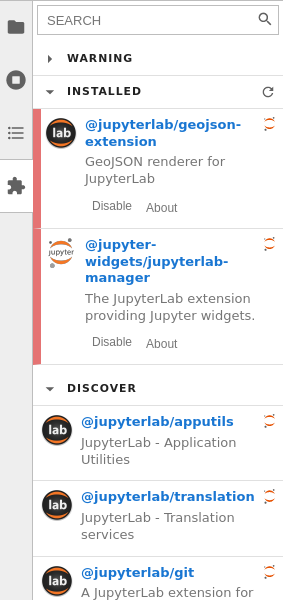 SEARCH
WARNING
INSTALLED
lab
@jupyterlab/geojson-
extension
GeoJSON renderer for
JupyterLab
Disable About
jupyter
@jupyter-
widgets/jupyterlab-
manager
The JupyterLab extension
providing Jupyter widgets.
Disable About
DISCOVER
lab
@jupyterlab/apputils
JupyterLab - Application
Utilities
lab
@jupyterlab/translation
JupyterLab - Translation
services
lab
@jupyterlab/git
A JupyterLab extension for